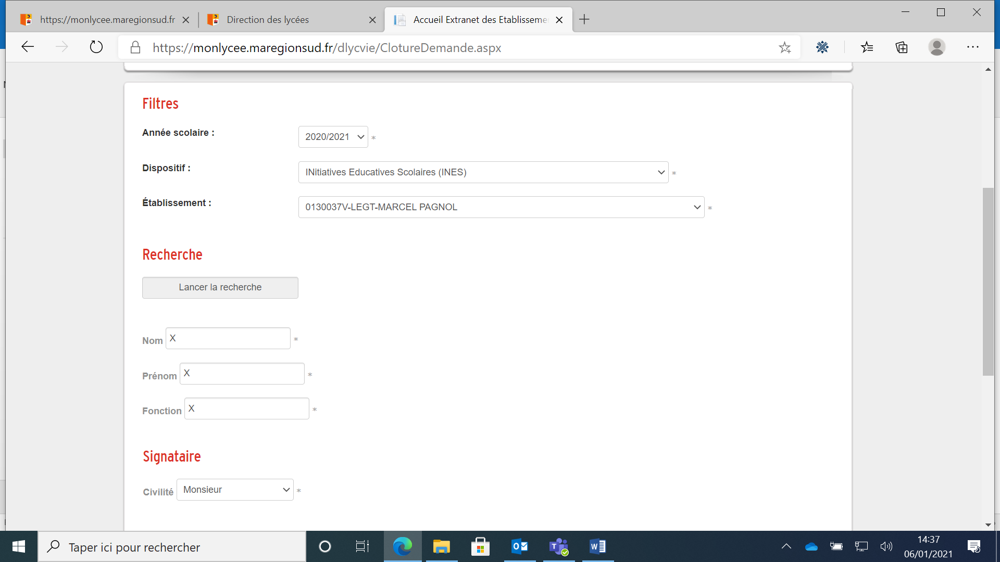 https://monlycee.maregionsud.fr
Direction des lycées
Accueil Extranet des Etablisseme
https://monlycee.maregionsud.fr/dlycvie/ClotureDemande.aspx
Filtres
Année scolaire : 2020/2021 *
Dispositif : INitiatives Educatives Scolaires (INES) *
Établissement : 0130037V-LEGT-MARCEL PAGNOL *
Recherche
Lancer la recherche
Nom X *
Prénom X *
Fonction X *
Signataire
Civilité Monsieur *
Taper ici pour rechercher
14:37
06/01/2021